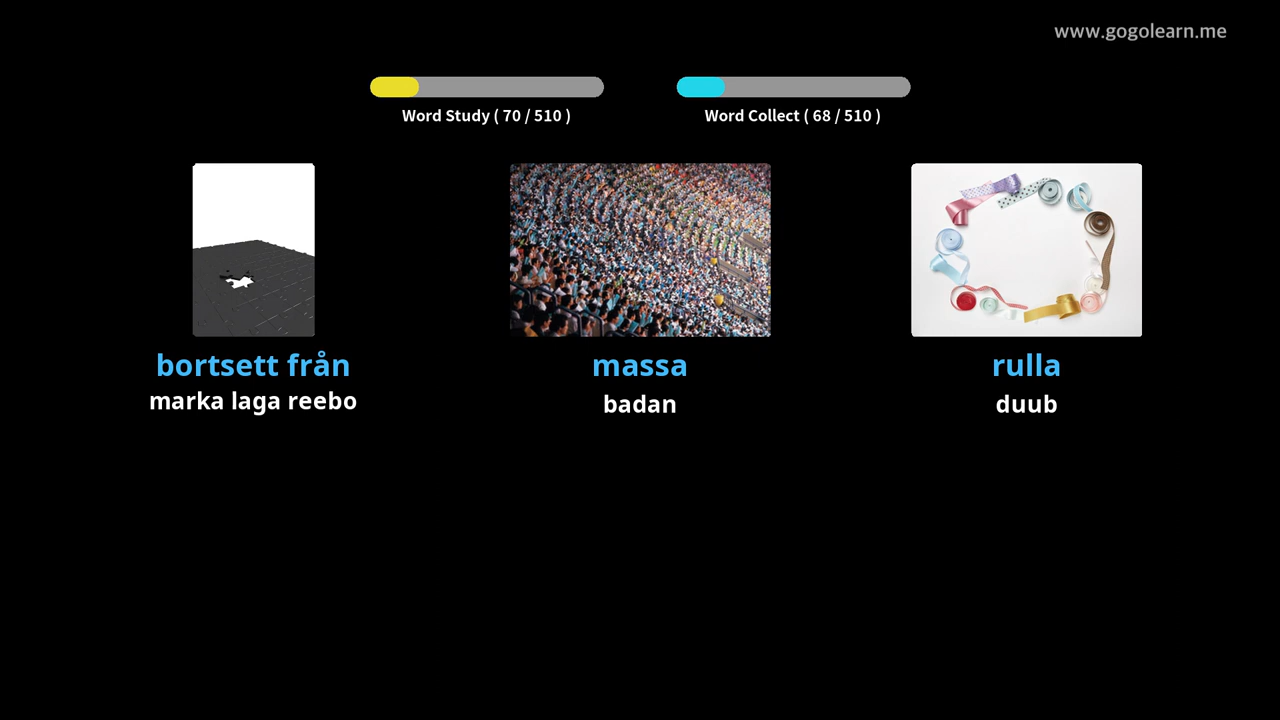 www.gogolearn.me
Word Study ( 70 / 510 )
Word Collect ( 68 / 510 )
bortsett från
marka laga reebo
massa
badan
rulla
duub